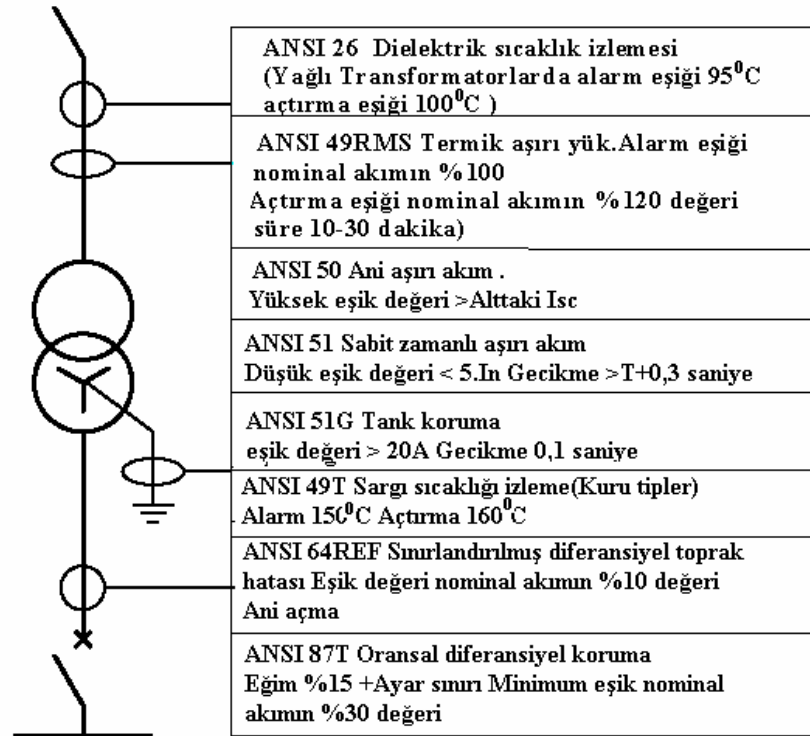 ANSI 26 Dielektrik sıcaklık izlemesi
(Yağlı Transformatorlarda alarm eşiği 95⁰C
açtırma eşiği 100⁰C )
ANSI 49RMS Termik aşırı yük.Alarm eşiği
nominal akımın %100
Açtırma eşiği nominal akımın %120 değeri
süre 10-30 dakika)
ANSI 50 Ani aşırı akım .
Yüksek eşik değeri >Alttaki Isc
ANSI 51 Sabit zamanlı aşırı akım
Düşük eşik değeri < 5.In Gecikme >T+0,3 saniye
ANSI 51G Tank koruma
eşik değeri > 20A Gecikme 0,1 saniye
ANSI 49T Sargı sıcaklığı izleme(Kuru tipler)
Alarm 150⁰C Açtırma 160⁰C
ANSI 64REF Sınırlandırılmış diferansiyel toprak
hatası Eşik değeri nominal akımın %10 değeri
Ani açma
ANSI 87T Oransal diferansiyel koruma
Eğim %15 +Ayar sınırı Minimum eşik nominal
akımın %30 değeri